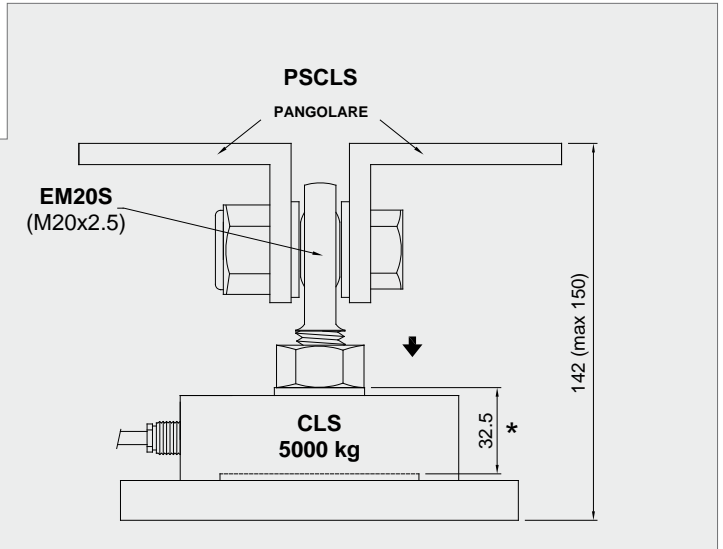 PSCLS
PANGOLARE
EM20S
(M20x2.5)
142 (max 150)
32.5 *
CLS
5000 kg